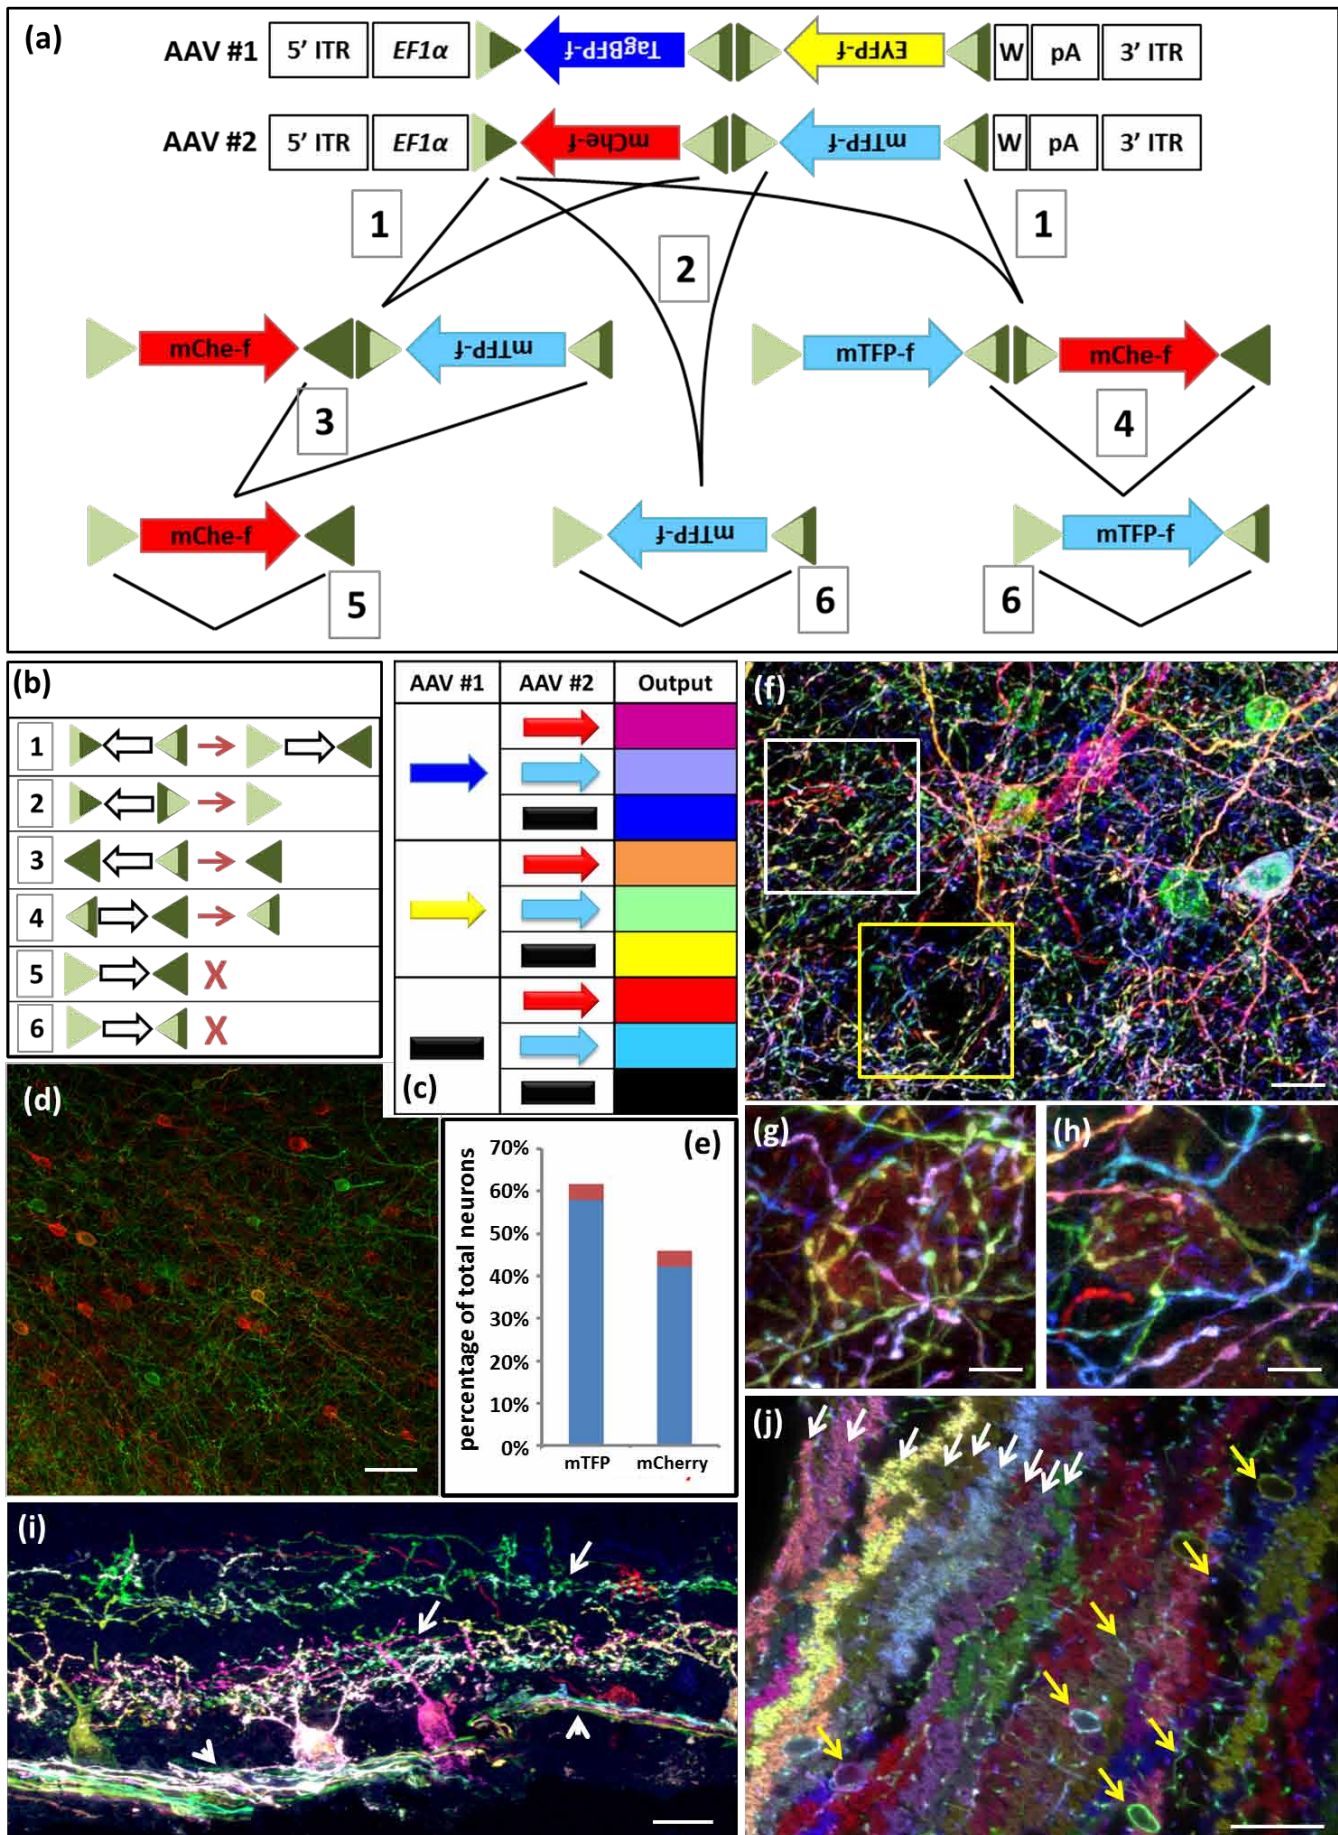 (a)
AAV #1 5' ITR EF1α TagBFP-f EYFP-f W pA 3' ITR
AAV #2 5' ITR EF1α mChe-f mTFP-f W pA 3' ITR
1 2 1
mChe-f mTFP-f mTFP-f mChe-f
3 4
mChe-f mTFP-f mTFP-f
5 6 6
(b)
1
2
3
4
5 X
6 X
AAV #1 AAV #2 Output
(c)
(d)
(e)
percentage of total neurons
70%
60%
50%
40%
30%
20%
10%
0%
mTFP mCherry
(f)
(g) (h)
(i)
(j)